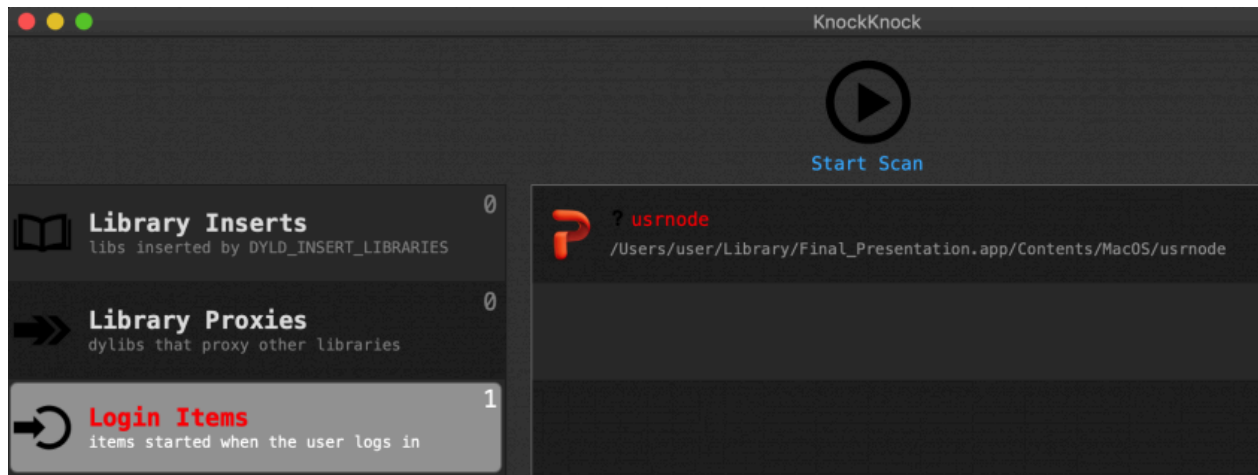 KnockKnock
Start Scan
Library Inserts
0
libs inserted by DYLD_INSERT_LIBRARIES
Library Proxies
0
dylibs that proxy other libraries
Login Items
1
items started when the user logs in
? usrnode
/Users/user/Library/Final_Presentation.app/Contents/MacOS/usrnode